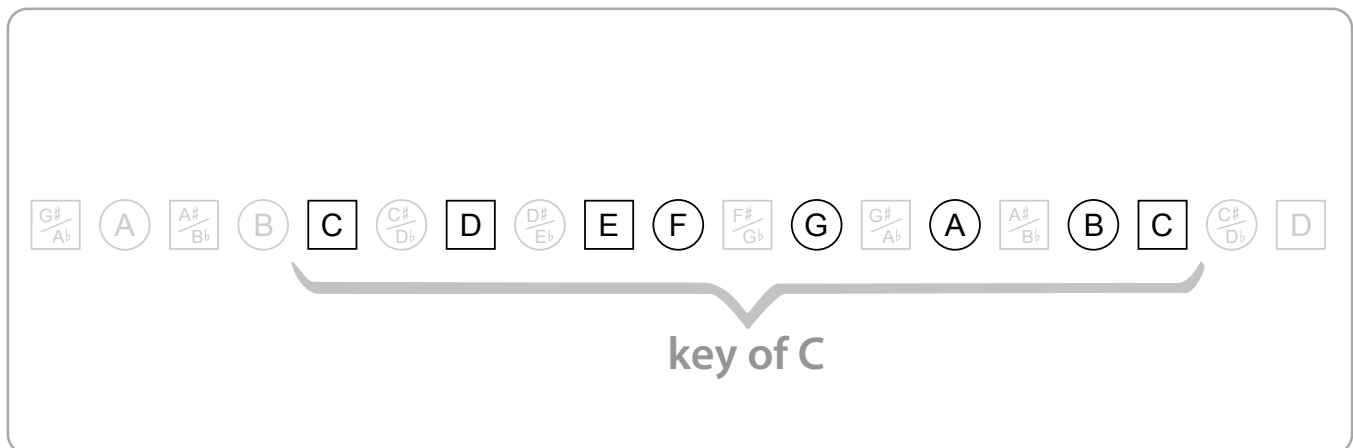 G♯/A♭ A A♯/B♭ B C C♯/D♭ D D♯/E♭ E F F♯/G♭ G G♯/A♭ A A♯/B♭ B C C♯/D♭ D
key of C